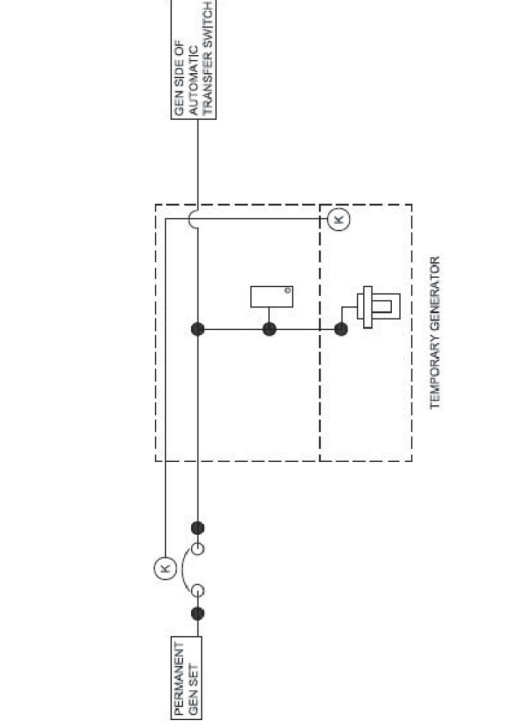 GEN SIDE OF
AUTOMATIC
TRANSFER SWITCH
K
TEMPORARY GENERATOR
K
PERMANENT
GEN SET